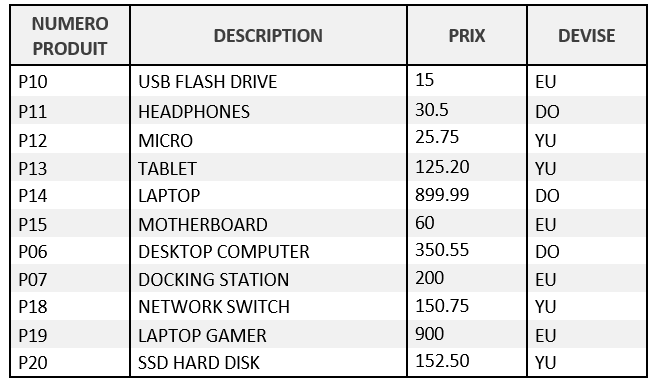 NUMERO PRODUIT DESCRIPTION PRIX DEVISE
P10 USB FLASH DRIVE 15 EU
P11 HEADPHONES 30.5 DO
P12 MICRO 25.75 YU
P13 TABLET 125.20 YU
P14 LAPTOP 899.99 DO
P15 MOTHERBOARD 60 EU
P06 DESKTOP COMPUTER 350.55 DO
P07 DOCKING STATION 200 EU
P18 NETWORK SWITCH 150.75 YU
P19 LAPTOP GAMER 900 EU
P20 SSD HARD DISK 152.50 YU